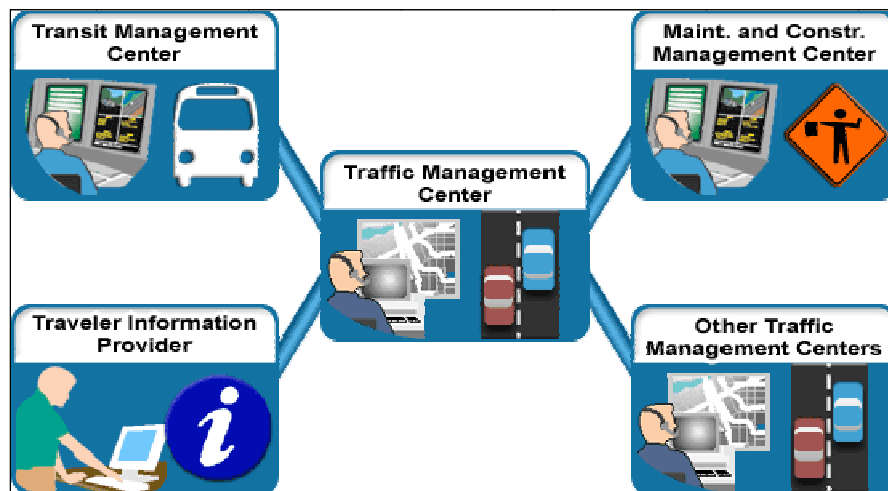 Transit Management
Center
Maint. and Constr.
Management Center
Traffic Management
Center
Traveler Information
Provider
i
Other Traffic
Management Centers